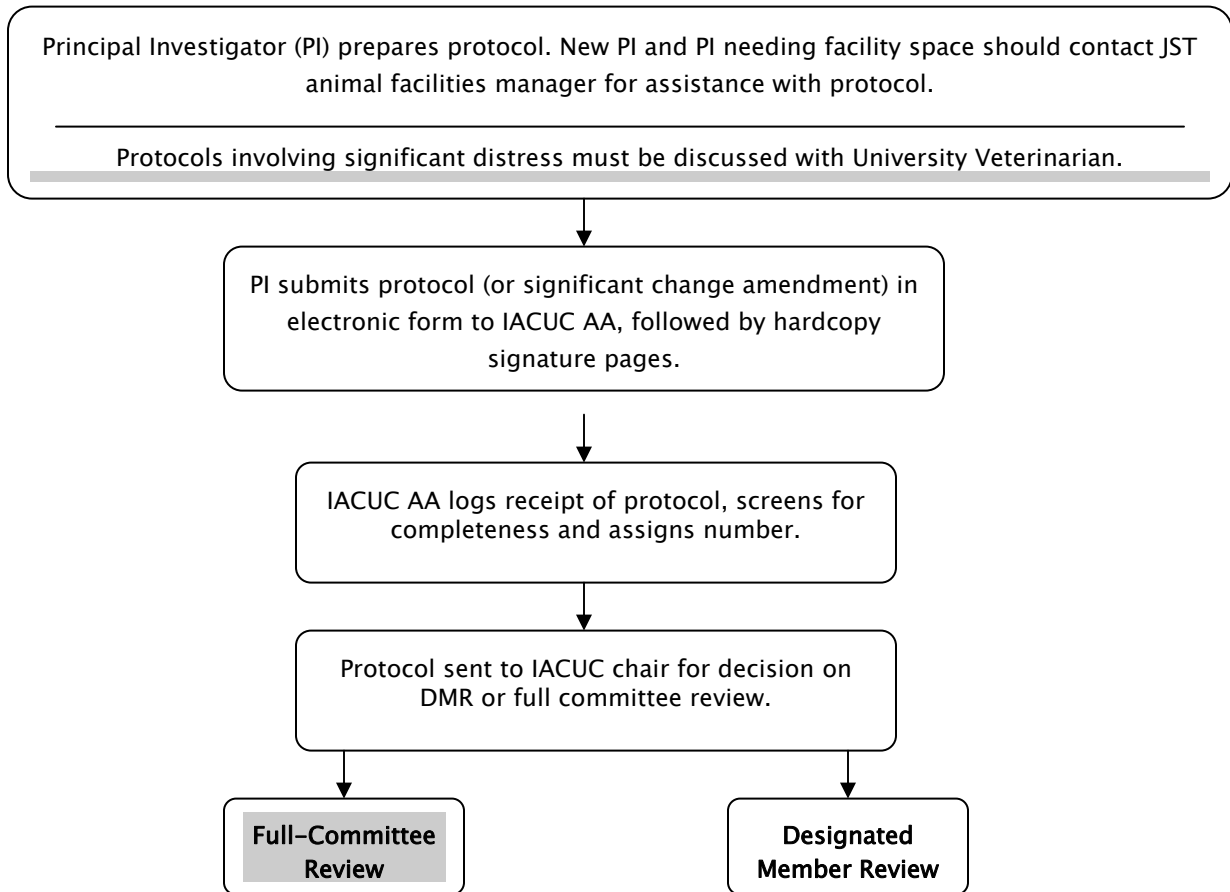 Principal Investigator (PI) prepares protocol. New PI and PI needing facility space should contact JST
animal facilities manager for assistance with protocol.
Protocols involving significant distress must be discussed with University Veterinarian.
PI submits protocol (or significant change amendment) in
electronic form to IACUC AA, followed by hardcopy
signature pages.
IACUC AA logs receipt of protocol, screens for
completeness and assigns number.
Protocol sent to IACUC chair for decision on
DMR or full committee review.
Full-Committee
Review
Designated
Member Review